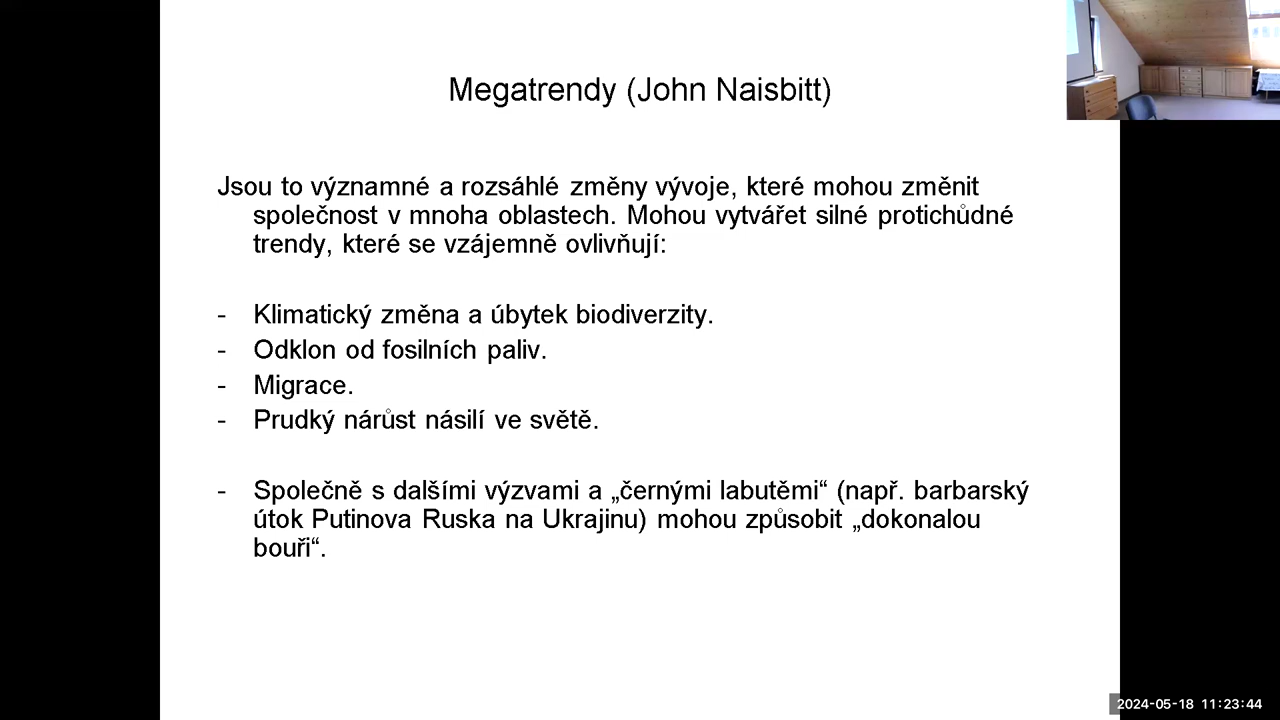 Megatrendy (John Naisbitt)
Jsou to významné a rozsáhlé změny vývoje, které mohou změnit
společnost v mnoha oblastech. Mohou vytvářet silné protichůdné
trendy, které se vzájemně ovlivňují:
- Klimatický změna a úbytek biodiverzity.
- Odklon od fosilních paliv.
- Migrace.
- Prudký nárůst násilí ve světě.
- Společně s dalšími výzvami a „černými labutěmi“ (např. barbarský
útok Putinova Ruska na Ukrajinu) mohou způsobit „dokonalou
bouři“.
2024-05-18 11:23:44